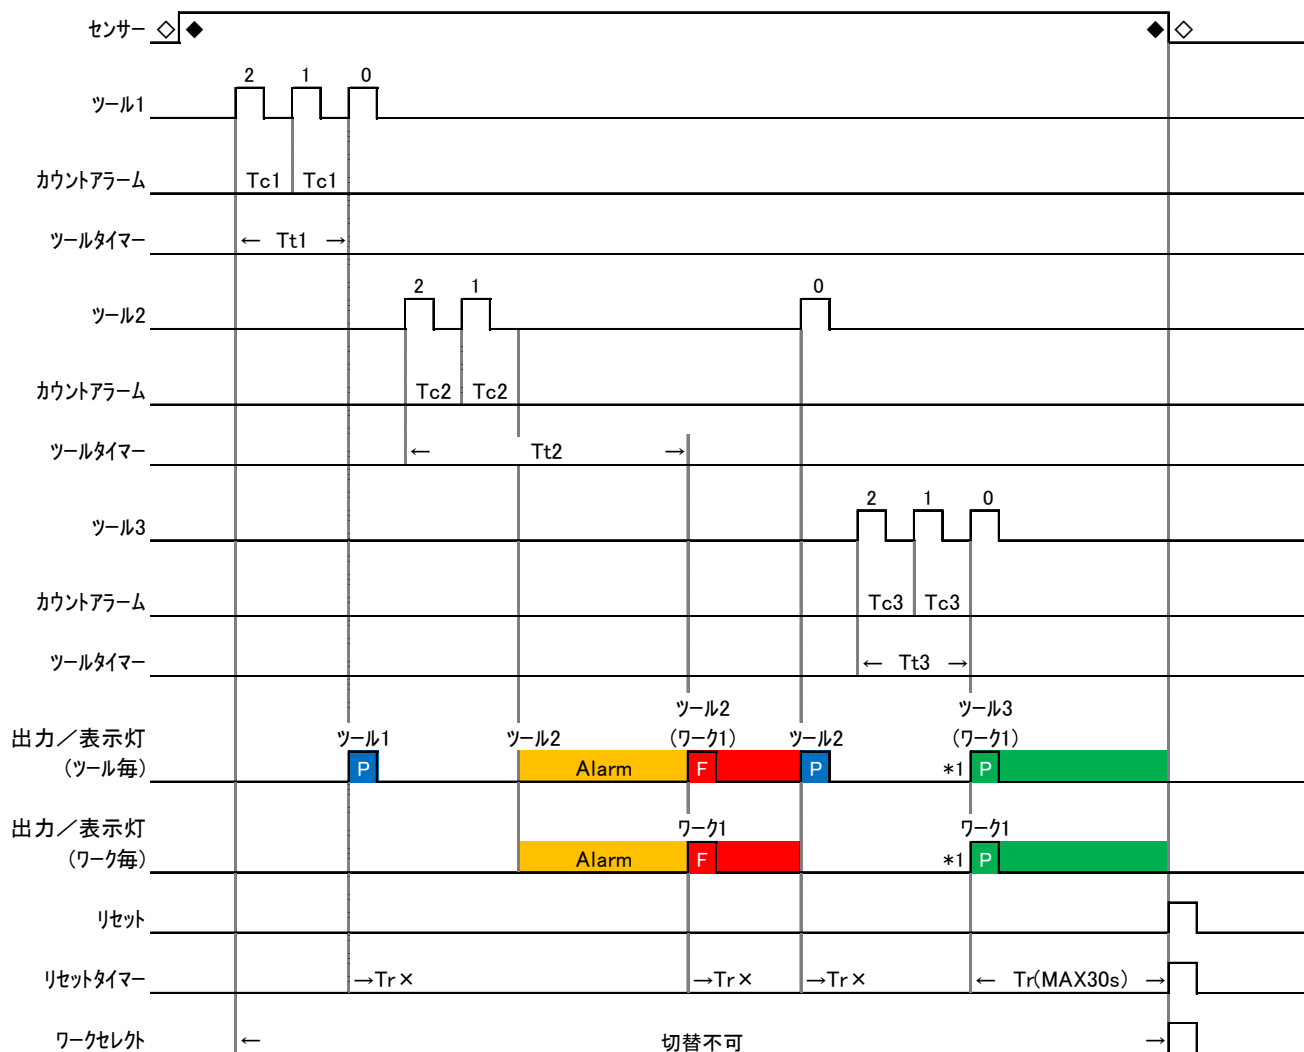 センサー ◇ ◆ ◆ ◇
2 1 0
ツール1
カウントアラーム Tc1 Tc1
ツールタイマー ← Tt1 →
2 1 0
ツール2
カウントアラーム Tc2 Tc2
ツールタイマー ← Tt2 →
2 1 0
ツール3
カウントアラーム Tc3 Tc3
ツールタイマー ← Tt3 →
ツール2 ツール3
出力／表示灯 ツール1 ツール2 (ワーク1) ツール2 (ワーク1)
(ツール毎) P Alarm F P *1 P
出力／表示灯 ワーク1 ワーク1
(ワーク毎) Alarm F *1 P
リセット
リセットタイマー →Tr× →Tr× →Tr× ← Tr(MAX30s) →
ワークセレクト ← 切替不可 →